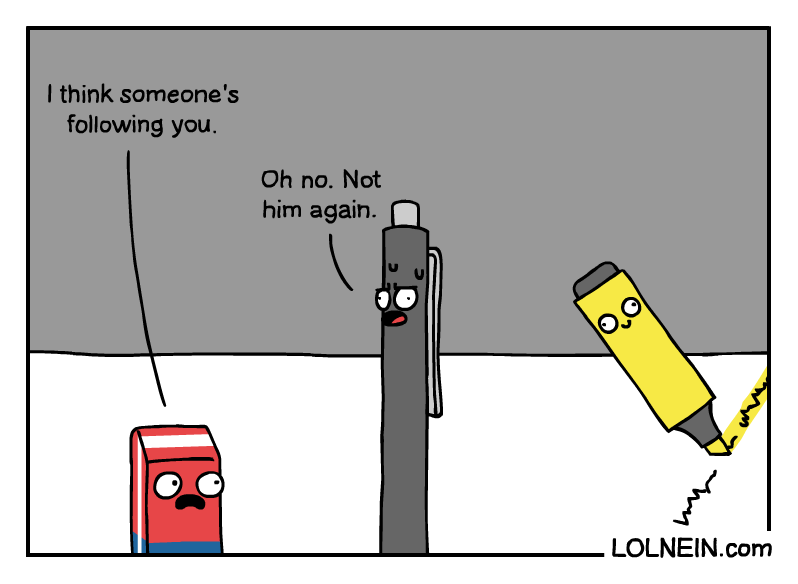 I think someone's
following you.
Oh no. Not
him again.
LOLNEIN.com